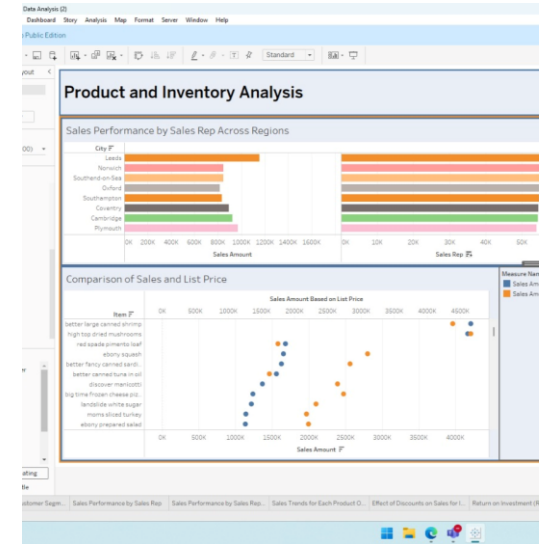 Data Analysis (2)
Dashboard Story Analysis Map Format Server Window Help
Public Edition
Standard
yout
Product and Inventory Analysis
Sales Performance by Sales Rep Across Regions
City
Leeds
Norwich
Southend-on-Sea
Oxford
Southampton
Coventry
Cambridge
Plymouth
0K 200K 400K 600K 800K 1000K 1200K 1400K 1600K
0K 10K 20K 30K 40K 50K
Sales Amount
Sales Rep
Comparison of Sales and List Price
Measure Nam
Sales Am
Sales Am
Sales Amount Based on List Price
Item
0K 500K 1000K 1500K 2000K 2500K 3000K 3500K 4000K 4500K
better large canned shrimp
high top dried mushrooms
red spade pimento loaf
ebony squash
better fancy canned sardi..
better canned tuna in oil
discover manicotti
big time frozen cheese piz..
landslide white sugar
moms sliced turkey
ebony prepared salad
0K 500K 1000K 1500K 2000K 2500K 3000K 3500K 4000K
Sales Amount
ating
ustomer Segm... Sales Performance by Sales Rep Sales Performance by Sales Rep... Sales Trends for Each Product O... Effect of Discounts on Sales for I... Return on Investment (R